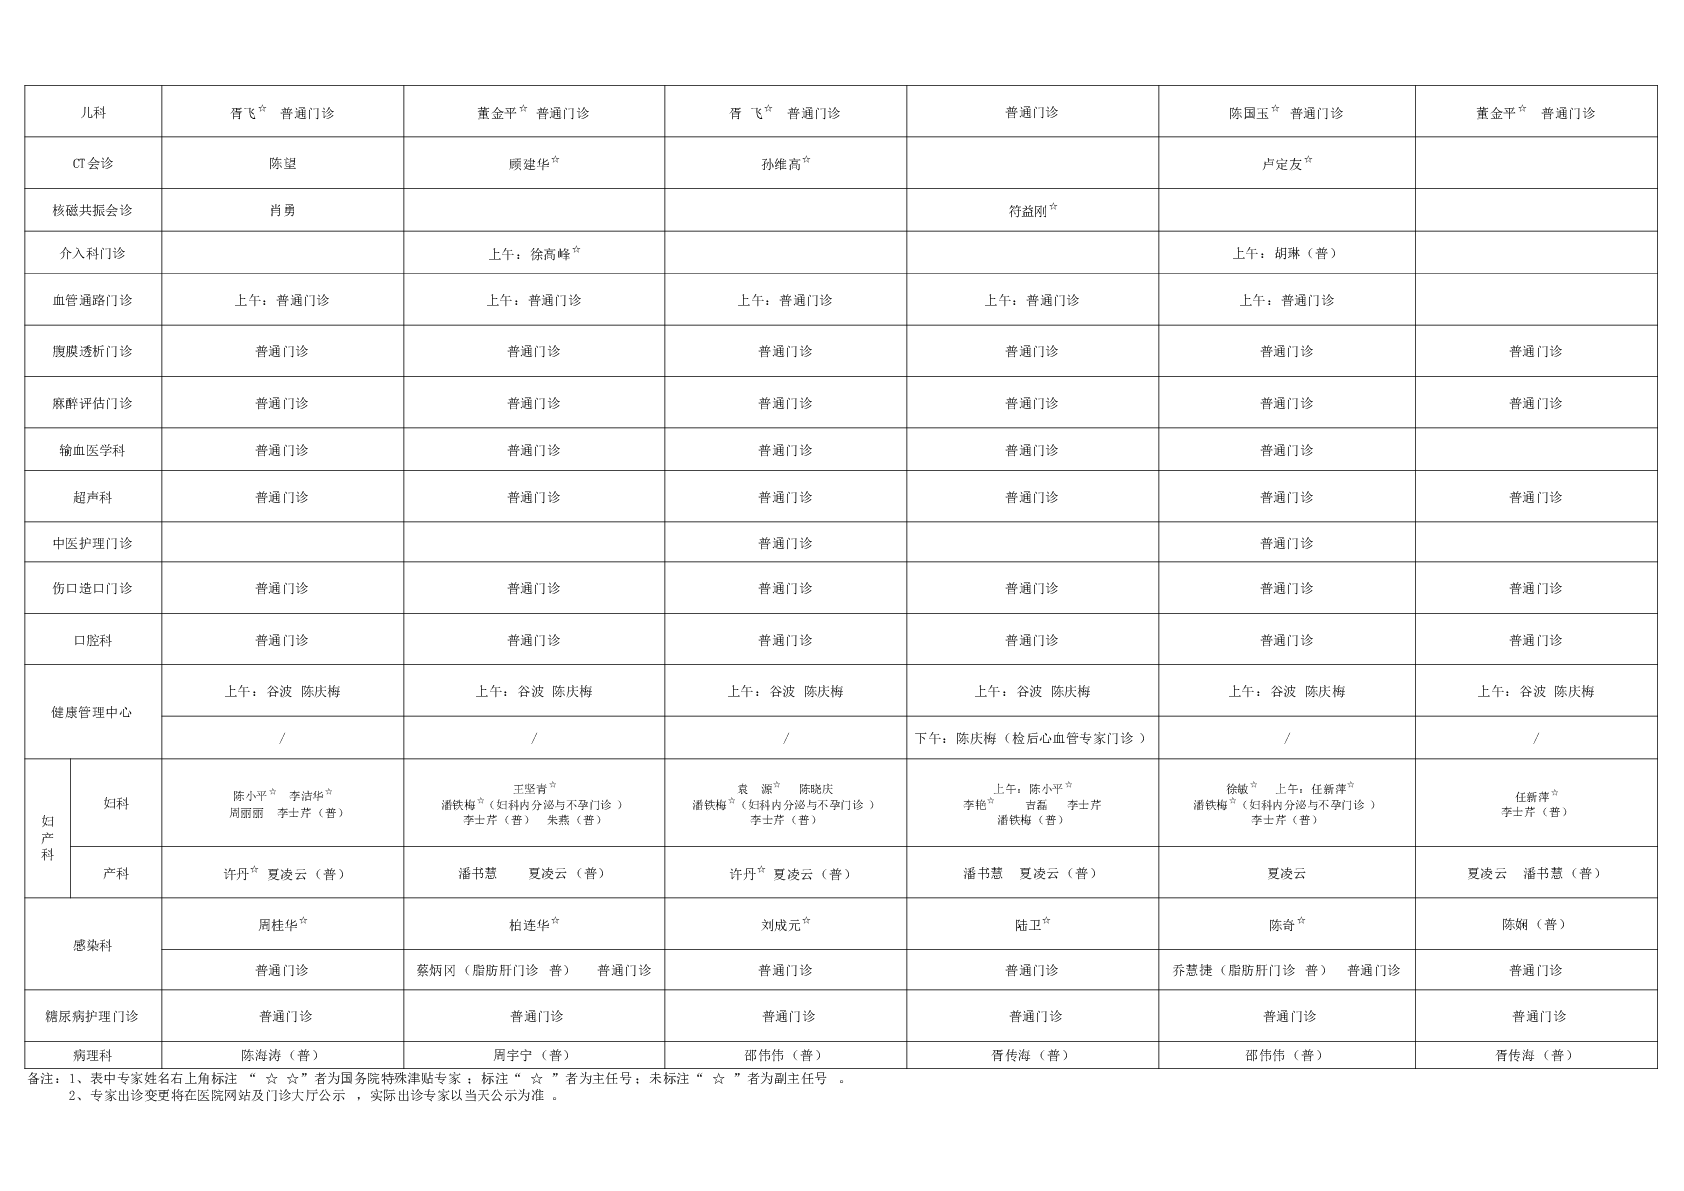 儿科 胥飞☆ 普通门诊 董金平☆ 普通门诊 胥 飞☆ 普通门诊 普通门诊 陈国玉☆ 普通门诊 董金平☆ 普通门诊
CT会诊 陈望 顾建华☆ 孙维高☆ 卢定友☆
核磁共振会诊 肖勇 符益刚☆
介入科门诊 上午：徐高峰☆ 上午：胡琳（普）
血管通路门诊 上午：普通门诊 上午：普通门诊 上午：普通门诊 上午：普通门诊 上午：普通门诊
腹膜透析门诊 普通门诊 普通门诊 普通门诊 普通门诊 普通门诊 普通门诊
麻醉评估门诊 普通门诊 普通门诊 普通门诊 普通门诊 普通门诊 普通门诊
输血医学科 普通门诊 普通门诊 普通门诊 普通门诊 普通门诊
超声科 普通门诊 普通门诊 普通门诊 普通门诊 普通门诊 普通门诊
中医护理门诊 普通门诊 普通门诊
伤口造口门诊 普通门诊 普通门诊 普通门诊 普通门诊 普通门诊 普通门诊
口腔科 普通门诊 普通门诊 普通门诊 普通门诊 普通门诊 普通门诊
健康管理中心 上午：谷波 陈庆梅 上午：谷波 陈庆梅 上午：谷波 陈庆梅 上午：谷波 陈庆梅 上午：谷波 陈庆梅 上午：谷波 陈庆梅
/ / / 下午：陈庆梅（检后心血管专家门诊） / /
妇产科
妇科
陈小平☆ 李洁华☆
周丽丽 李士芹（普）
王坚青☆
潘铁梅☆（妇科内分泌与不孕门诊）
李士芹（普） 朱燕（普）
袁 源☆ 陈晓庆
潘铁梅☆（妇科内分泌与不孕门诊）
李士芹（普）
上午：陈小平☆
李艳☆ 吉磊 李士芹
潘铁梅（普）
徐敏☆ 上午：任新萍☆
潘铁梅☆（妇科内分泌与不孕门诊）
李士芹（普）
任新萍☆
李士芹（普）
产科 许丹☆ 夏凌云（普） 潘书慧 夏凌云（普） 许丹☆ 夏凌云（普） 潘书慧 夏凌云（普） 夏凌云 夏凌云 潘书慧（普）
感染科 周桂华☆ 柏连华☆ 刘成元☆ 陆卫☆ 陈奇☆ 陈娴（普）
普通门诊 蔡炳冈（脂肪肝门诊 普） 普通门诊 普通门诊 普通门诊 乔慧捷（脂肪肝门诊 普） 普通门诊 普通门诊
糖尿病护理门诊 普通门诊 普通门诊 普通门诊 普通门诊 普通门诊 普通门诊
病理科 陈海涛（普） 周宇宁（普） 邵伟伟（普） 胥传海（普） 邵伟伟（普） 胥传海（普）
备注：1、表中专家姓名右上角标注 “ ☆ ☆”者为国务院特殊津贴专家；标注“ ☆ ”者为主任号；未标注“ ☆ ”者为副主任号 。
2、专家出诊变更将在医院网站及门诊大厅公示 ，实际出诊专家以当天公示为准 。